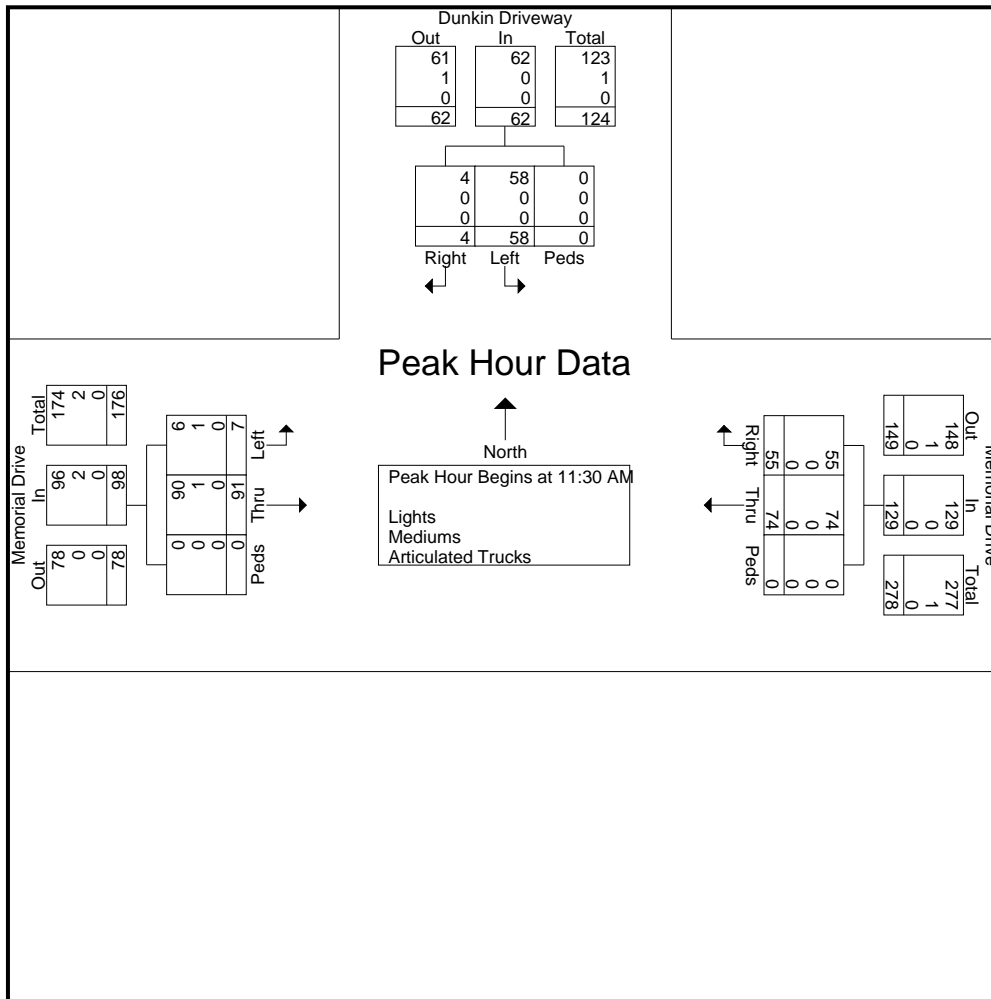 Dunkin Driveway
Out In Total
61 62 123
1 0 1
0 0 0
62 62 124
4 58 0
0 0 0
0 0 0
4 58 0
Right Left Peds
Peak Hour Data
North
Peak Hour Begins at 11:30 AM
Lights
Mediums
Articulated Trucks
Memorial Drive
Out In Total
78 96 174
0 2 2
0 0 0
78 98 176
Peds Thru Left
0 90 6
0 1 1
0 0 0
0 91 7
Memorial Drive
Out In Total
148 129 277
1 0 1
0 0 0
149 129 278
Right Thru Peds
55 74 0
0 0 0
0 0 0
55 74 0